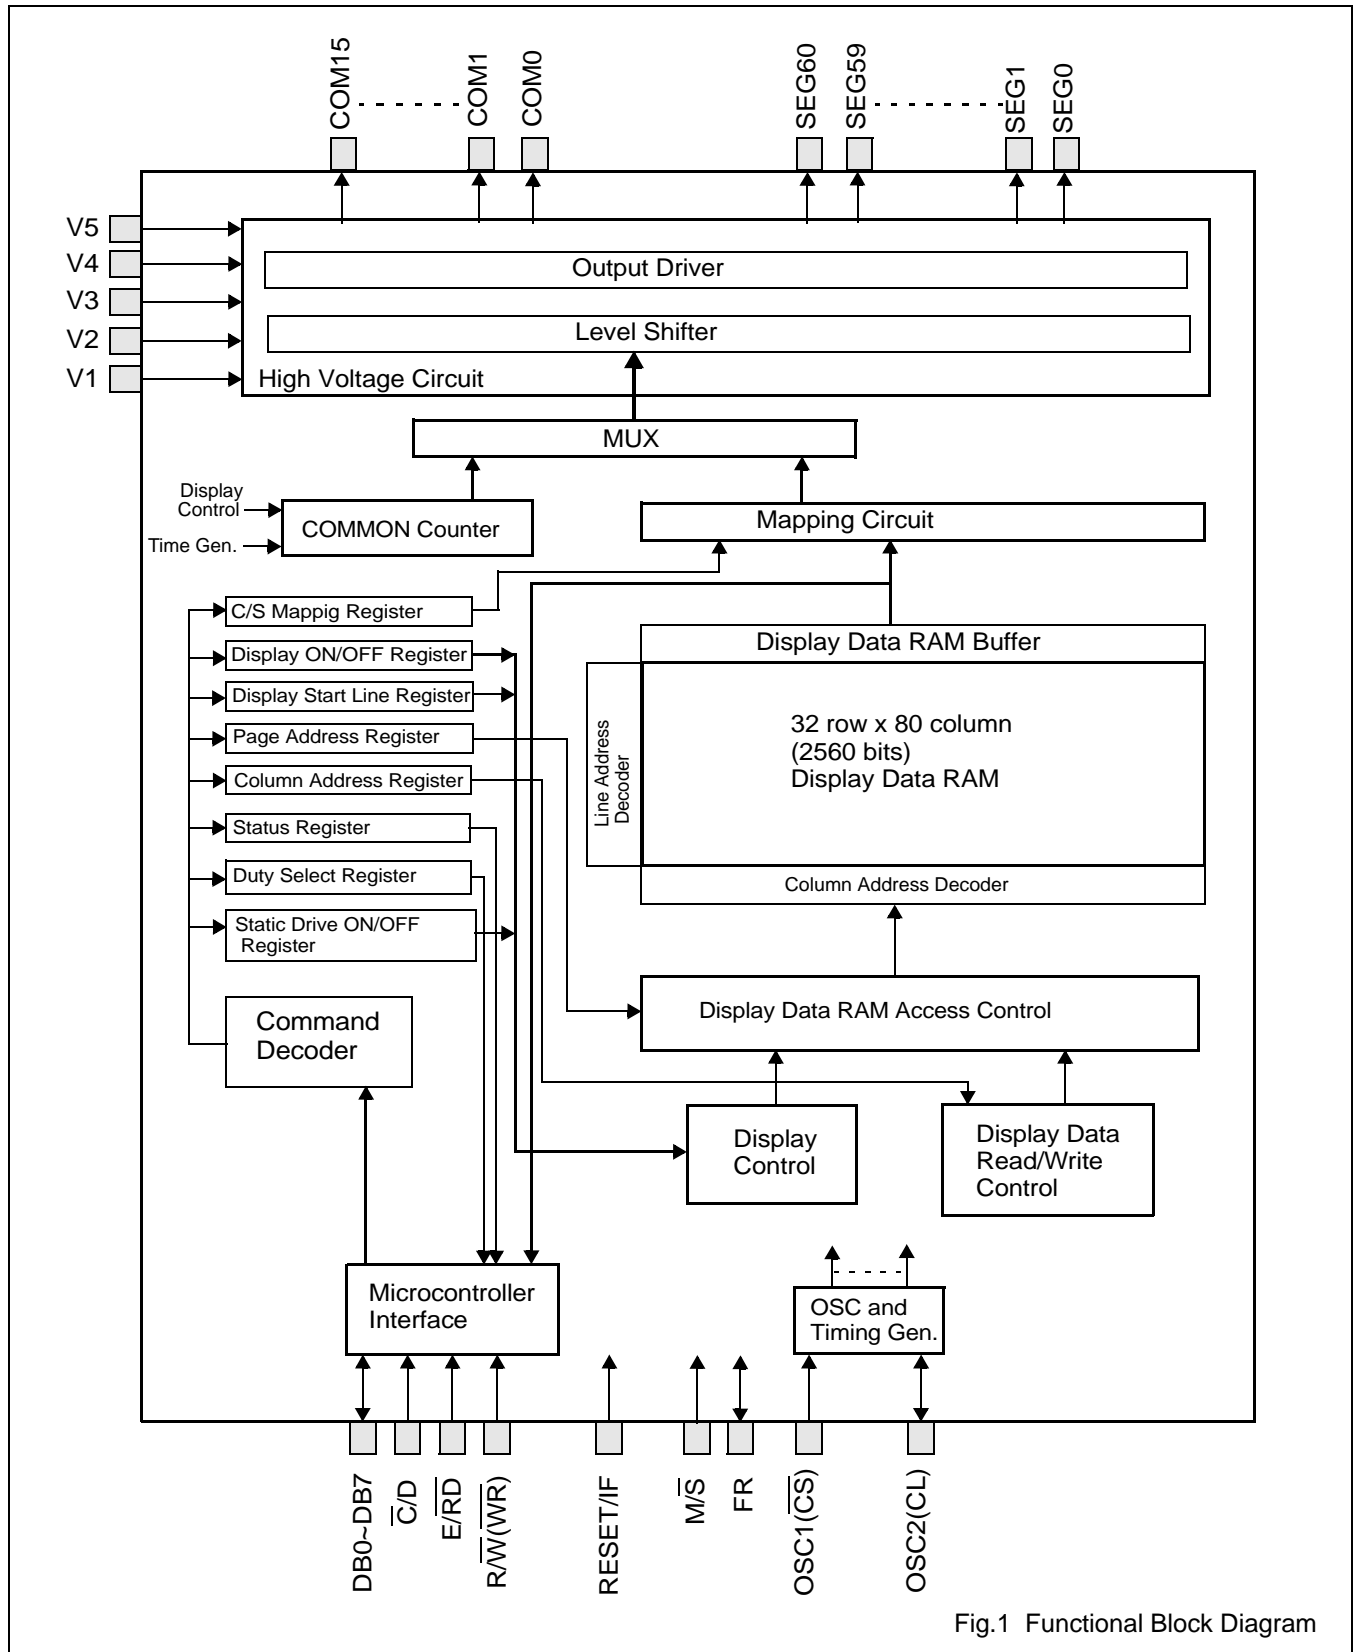 COM15
COM1
COM0
SEG60
SEG59
SEG1
SEG0
V5
V4
V3
V2
V1
Output Driver
Level Shifter
High Voltage Circuit
MUX
Display
Control
Time Gen.
COMMON Counter
Mapping Circuit
C/S Mappig Register
Display ON/OFF Register
Display Start Line Register
Page Address Register
Column Address Register
Status Register
Duty Select Register
Static Drive ON/OFF
Register
Display Data RAM Buffer
Line Address
Decoder
32 row x 80 column
(2560 bits)
Display Data RAM
Column Address Decoder
Command
Decoder
Display Data RAM Access Control
Display
Control
Display Data
Read/Write
Control
Microcontroller
Interface
OSC and
Timing Gen.
DB0~DB7
C̅/D
E/R̅D̅
R/W̅(W̅R̅)
RESET/IF
M/S̅
FR
OSC1(C̅S̅)
OSC2(CL)
Fig.1 Functional Block Diagram